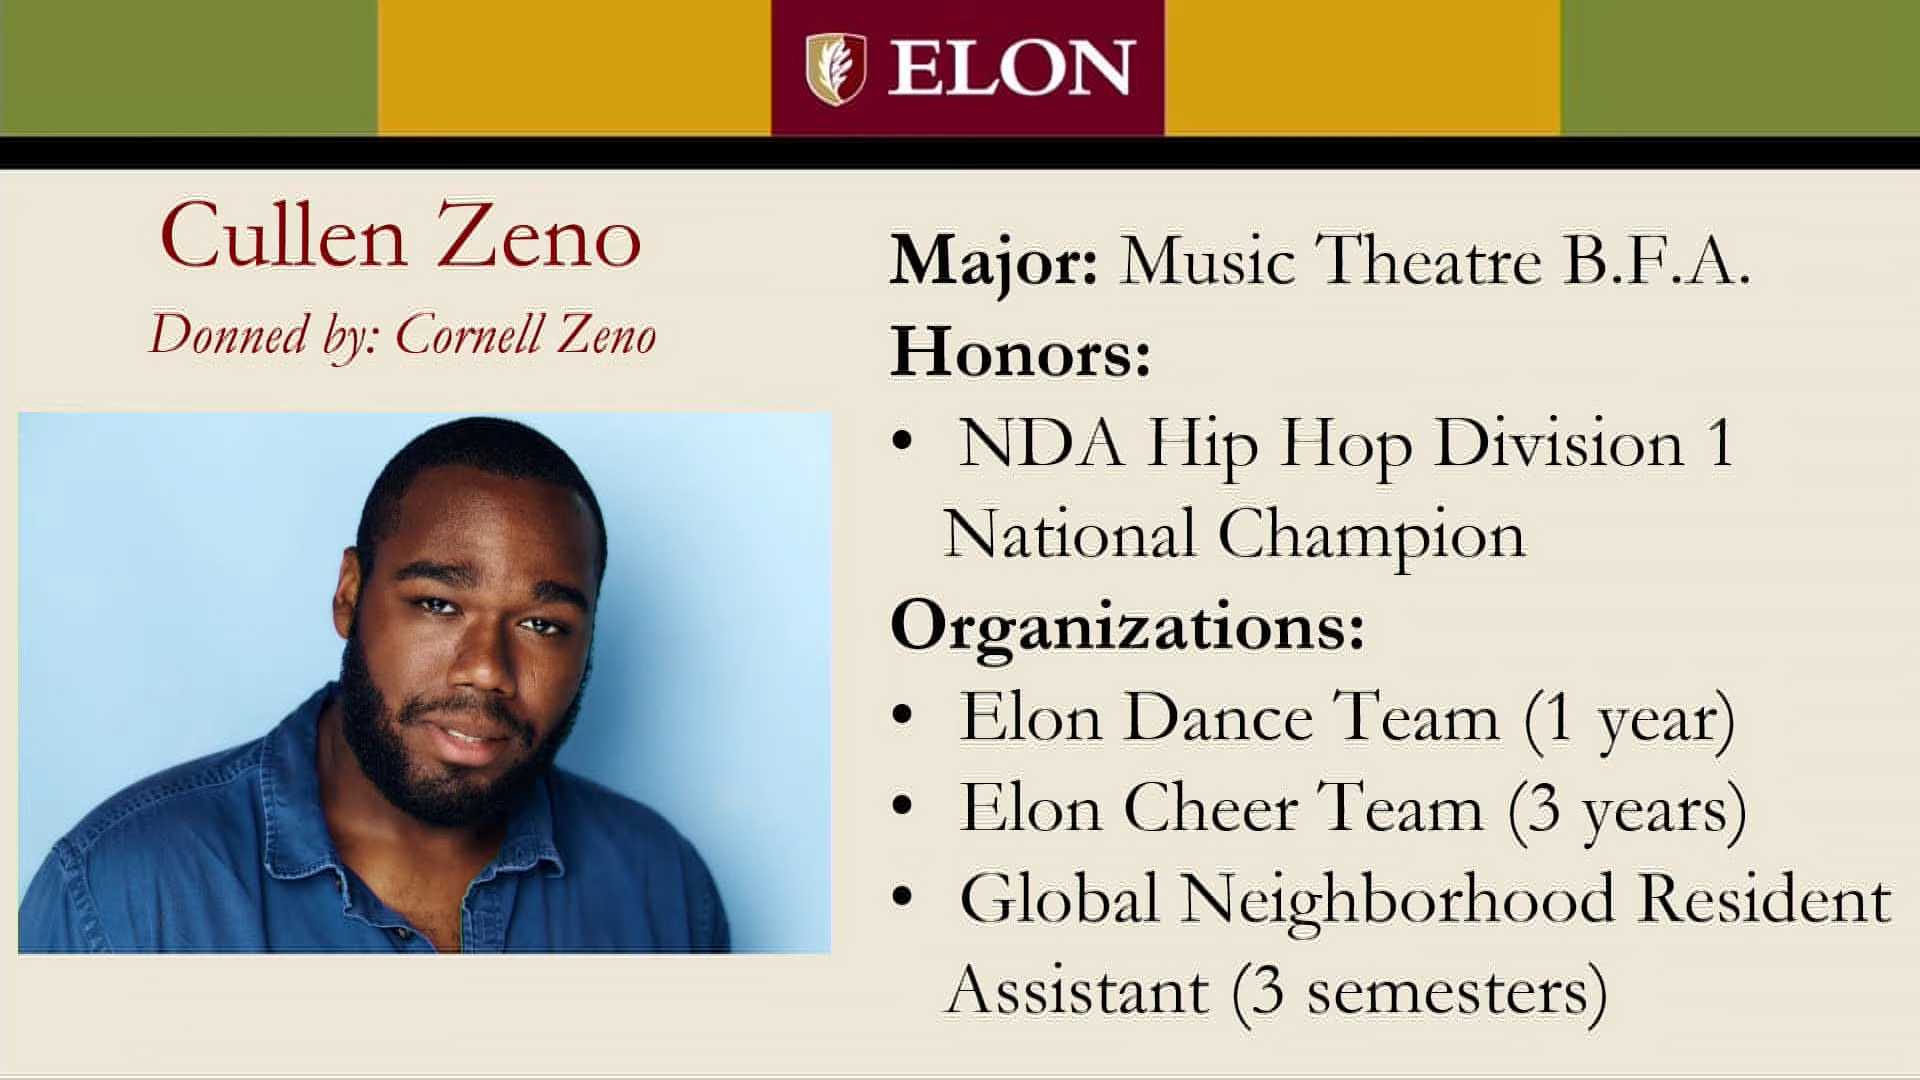 ELON
Cullen Zeno
Donned by: Cornell Zeno
Major: Music Theatre B.F.A.
Honors:
• NDA Hip Hop Division 1
National Champion
Organizations:
• Elon Dance Team (1 year)
• Elon Cheer Team (3 years)
• Global Neighborhood Resident
Assistant (3 semesters)